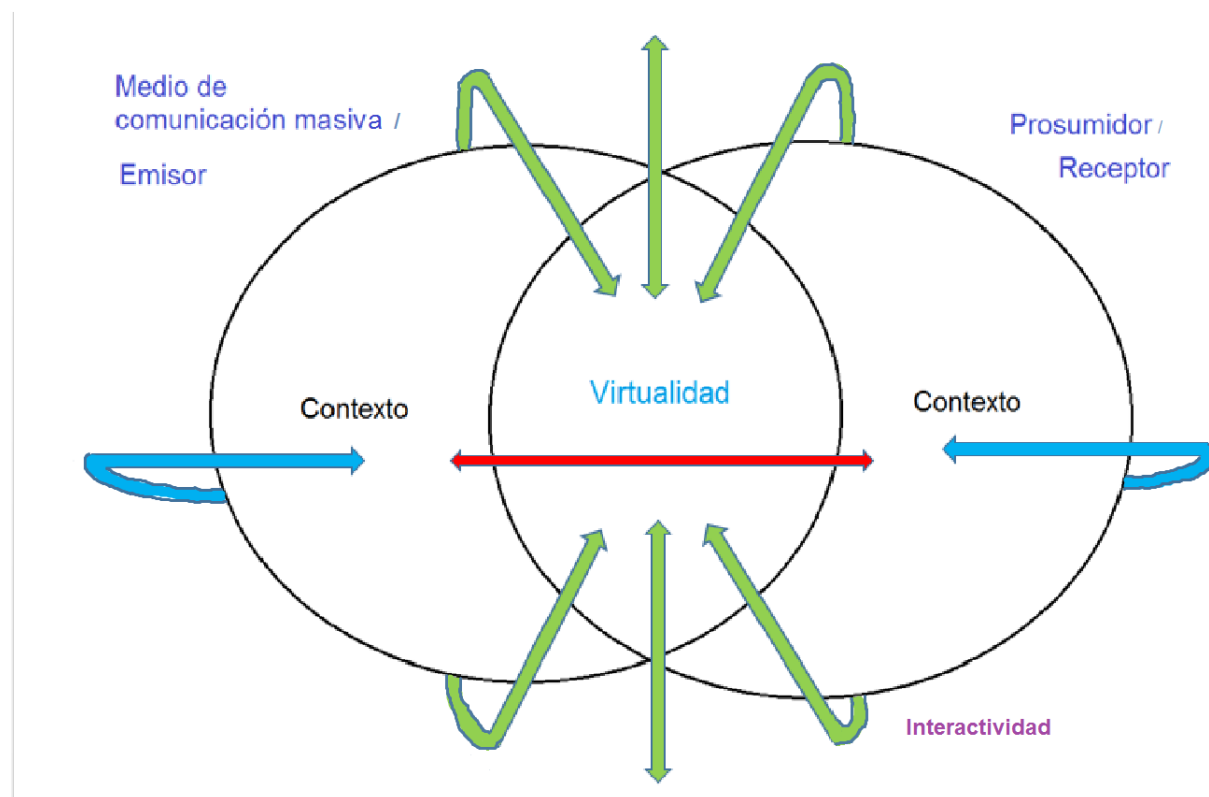 Medio de
comunicación masiva /
Emisor
Prosumidor /
Receptor
Contexto
Virtualidad
Contexto
Interactividad